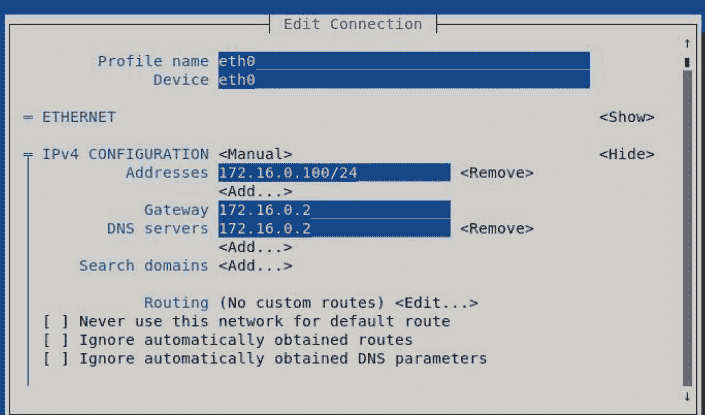 Edit Connection
Profile name eth0
Device eth0
= ETHERNET <Show>
IPv4 CONFIGURATION <Manual> <Hide>
Addresses 172.16.0.100/24 <Remove>
<Add...>
Gateway 172.16.0.2
DNS servers 172.16.0.2 <Remove>
<Add...>
Search domains <Add...>
Routing (No custom routes) <Edit...>
[ ] Never use this network for default route
[ ] Ignore automatically obtained routes
[ ] Ignore automatically obtained DNS parameters